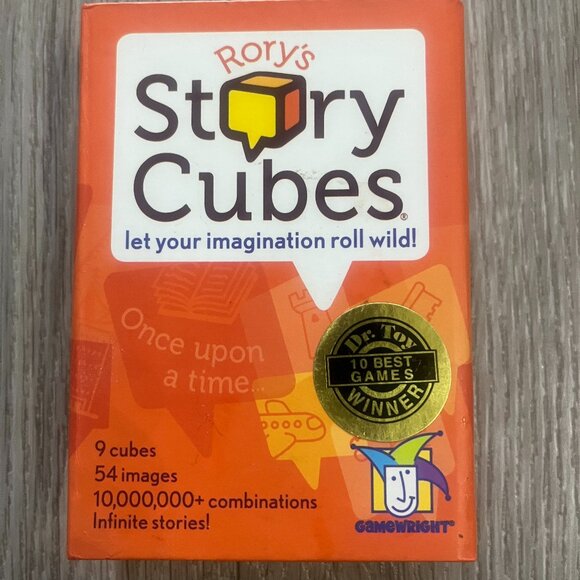 Rory's
Story
Cubes®
let your imagination roll wild!
Once upon
a time...
Dr. Toy
10 BEST
GAMES
WINNER
9 cubes
54 images
10,000,000+ combinations
Infinite stories!
GAMEWRIGHT®